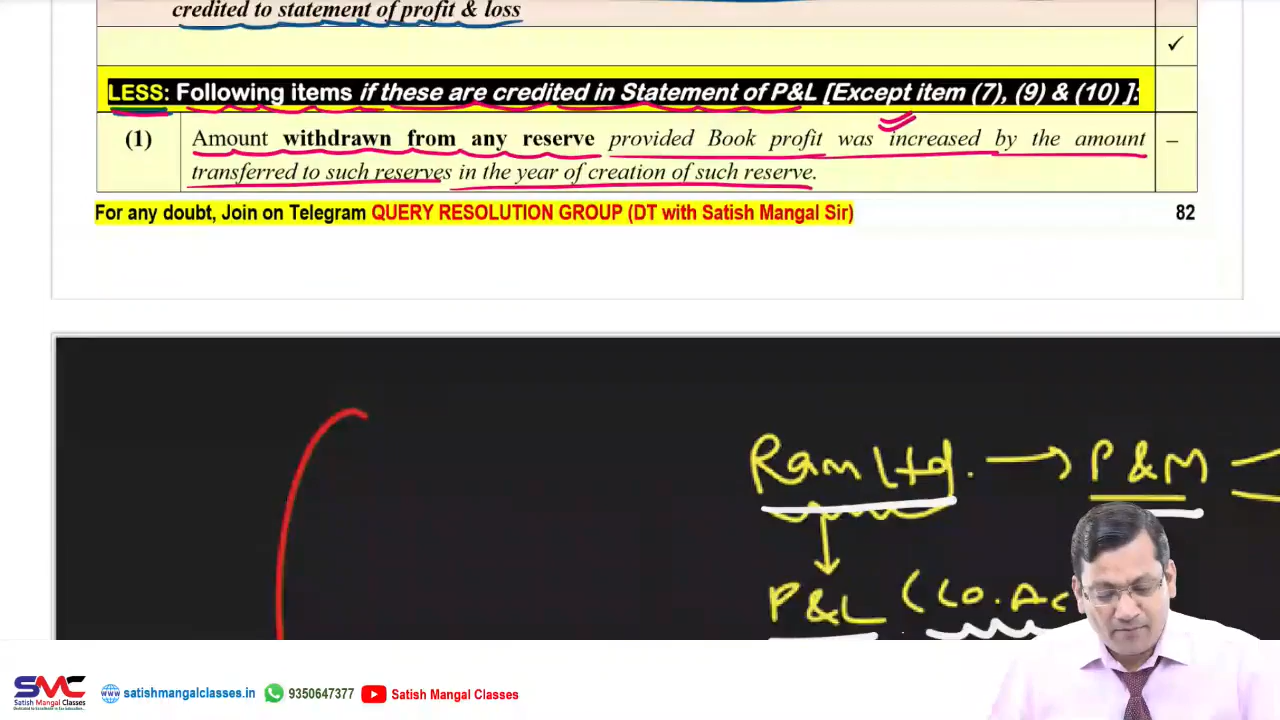 credited to statement of profit & loss
✓
LESS: Following items if these are credited in Statement of P&L [Except item (7), (9) & (10) ]:
(1) Amount withdrawn from any reserve provided Book profit was increased by the amount –
transferred to such reserves in the year of creation of such reserve.
For any doubt, Join on Telegram QUERY RESOLUTION GROUP (DT with Satish Mangal Sir) 82
Ram Ltd. → P & M
P&L (Co. Ac
SMC
Satish Mangal Classes
satishmangalclasses.in 9350647377 Satish Mangal Classes